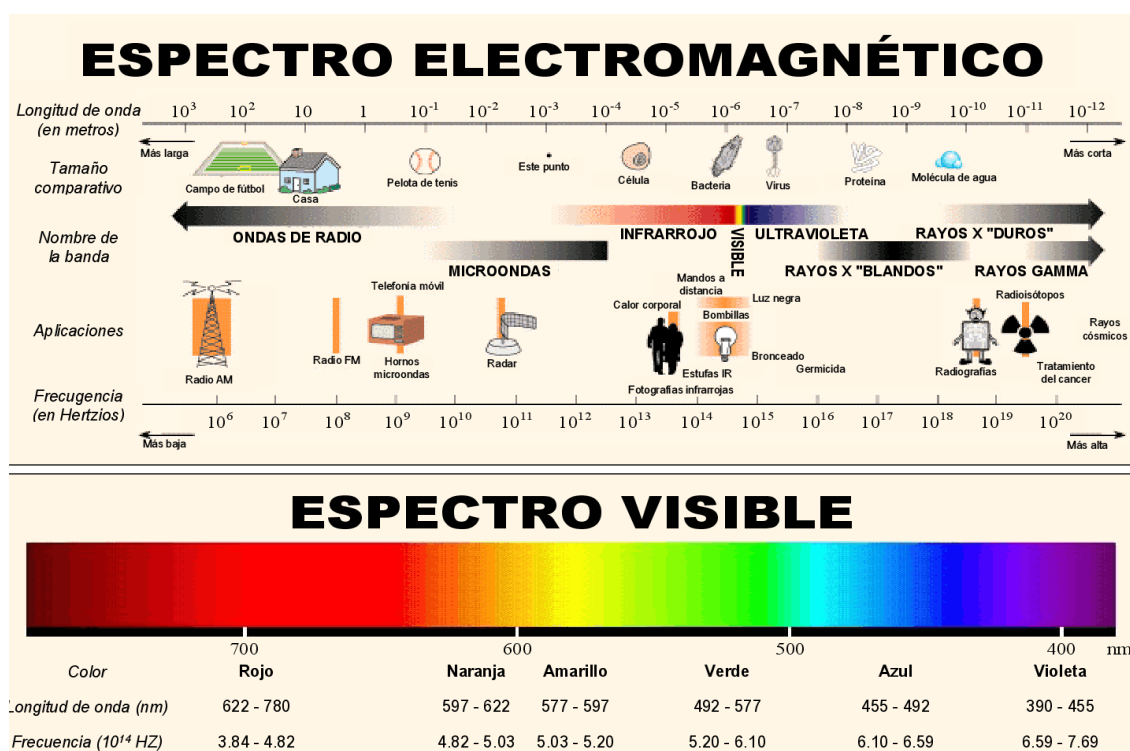 ESPECTRO ELECTROMAGNÉTICO
Longitud de onda
(en metros)
10³ 10² 10 1 10⁻¹ 10⁻² 10⁻³ 10⁻⁴ 10⁻⁵ 10⁻⁶ 10⁻⁷ 10⁻⁸ 10⁻⁹ 10⁻¹⁰ 10⁻¹¹ 10⁻¹²
Más larga
Más corta
Tamaño
comparativo
Campo de fútbol
Casa
Pelota de tenis
Este punto
Célula
Bacteria
Virus
Proteína
Molécula de agua
Nombre de
la banda
ONDAS DE RADIO
MICROONDAS
INFRARROJO
VISIBLE
ULTRAVIOLETA
RAYOS X "BLANDOS"
RAYOS X "DUROS"
RAYOS GAMMA
Aplicaciones
Radio AM
Radio FM
Telefonía móvil
Hornos
microondas
Radar
Calor corporal
Mandos a
distancia
Luz negra
Bombillas
Estufas IR
Fotografías infrarrojas
Bronceado
Germicida
Radiografías
Radioisótopos
Tratamiento
del cancer
Rayos
cósmicos
Frecugencia
(en Hertzios)
10⁶ 10⁷ 10⁸ 10⁹ 10¹⁰ 10¹¹ 10¹² 10¹³ 10¹⁴ 10¹⁵ 10¹⁶ 10¹⁷ 10¹⁸ 10¹⁹ 10²⁰
Más baja
Más alta
ESPECTRO VISIBLE
700 600 500 400 nm
Color Rojo Naranja Amarillo Verde Azul Violeta
Longitud de onda (nm) 622 - 780 597 - 622 577 - 597 492 - 577 455 - 492 390 - 455
Frecuencia (10¹⁴ HZ) 3.84 - 4.82 4.82 - 5.03 5.03 - 5.20 5.20 - 6.10 6.10 - 6.59 6.59 - 7.69